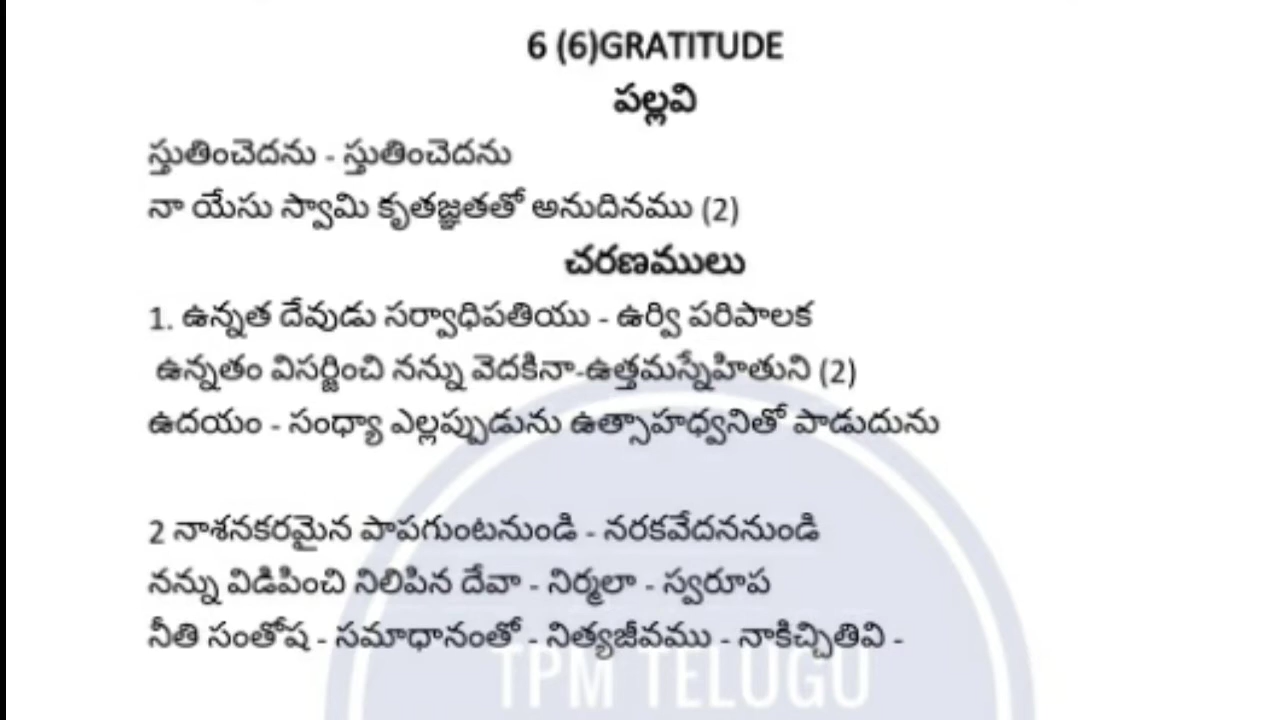 6 (6)GRATITUDE
పల్లవి
స్తుతించెదను - స్తుతించెదను
నా యేసు స్వామి కృతజ్ఞతతో అనుదినము (2)
చరణములు
1. ఉన్నత దేవుడు సర్వాధిపతియు - ఉర్వి పరిపాలక
ఉన్నతం విసర్జించి నన్ను వెదకినా-ఉత్తమస్నేహితుని (2)
ఉదయం - సంధ్యా ఎల్లప్పుడును ఉత్సాహధ్వనితో పాడుదును
2 నాశనకరమైన పాపగుంటనుండి - నరకవేదననుండి
నన్ను విడిపించి నిలిపిన దేవా - నిర్మలా - స్వరూప
నీతి సంతోష - సమాధానంతో - నిత్యజీవము - నాకిచ్చితివి -
TPM TELUGU